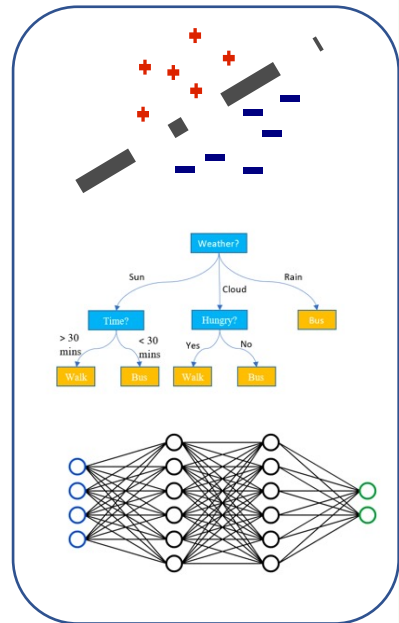 Weather?
Sun
Cloud
Rain
Time?
Hungry?
Bus
> 30
mins
< 30
mins
Yes
No
Walk
Bus
Walk
Bus